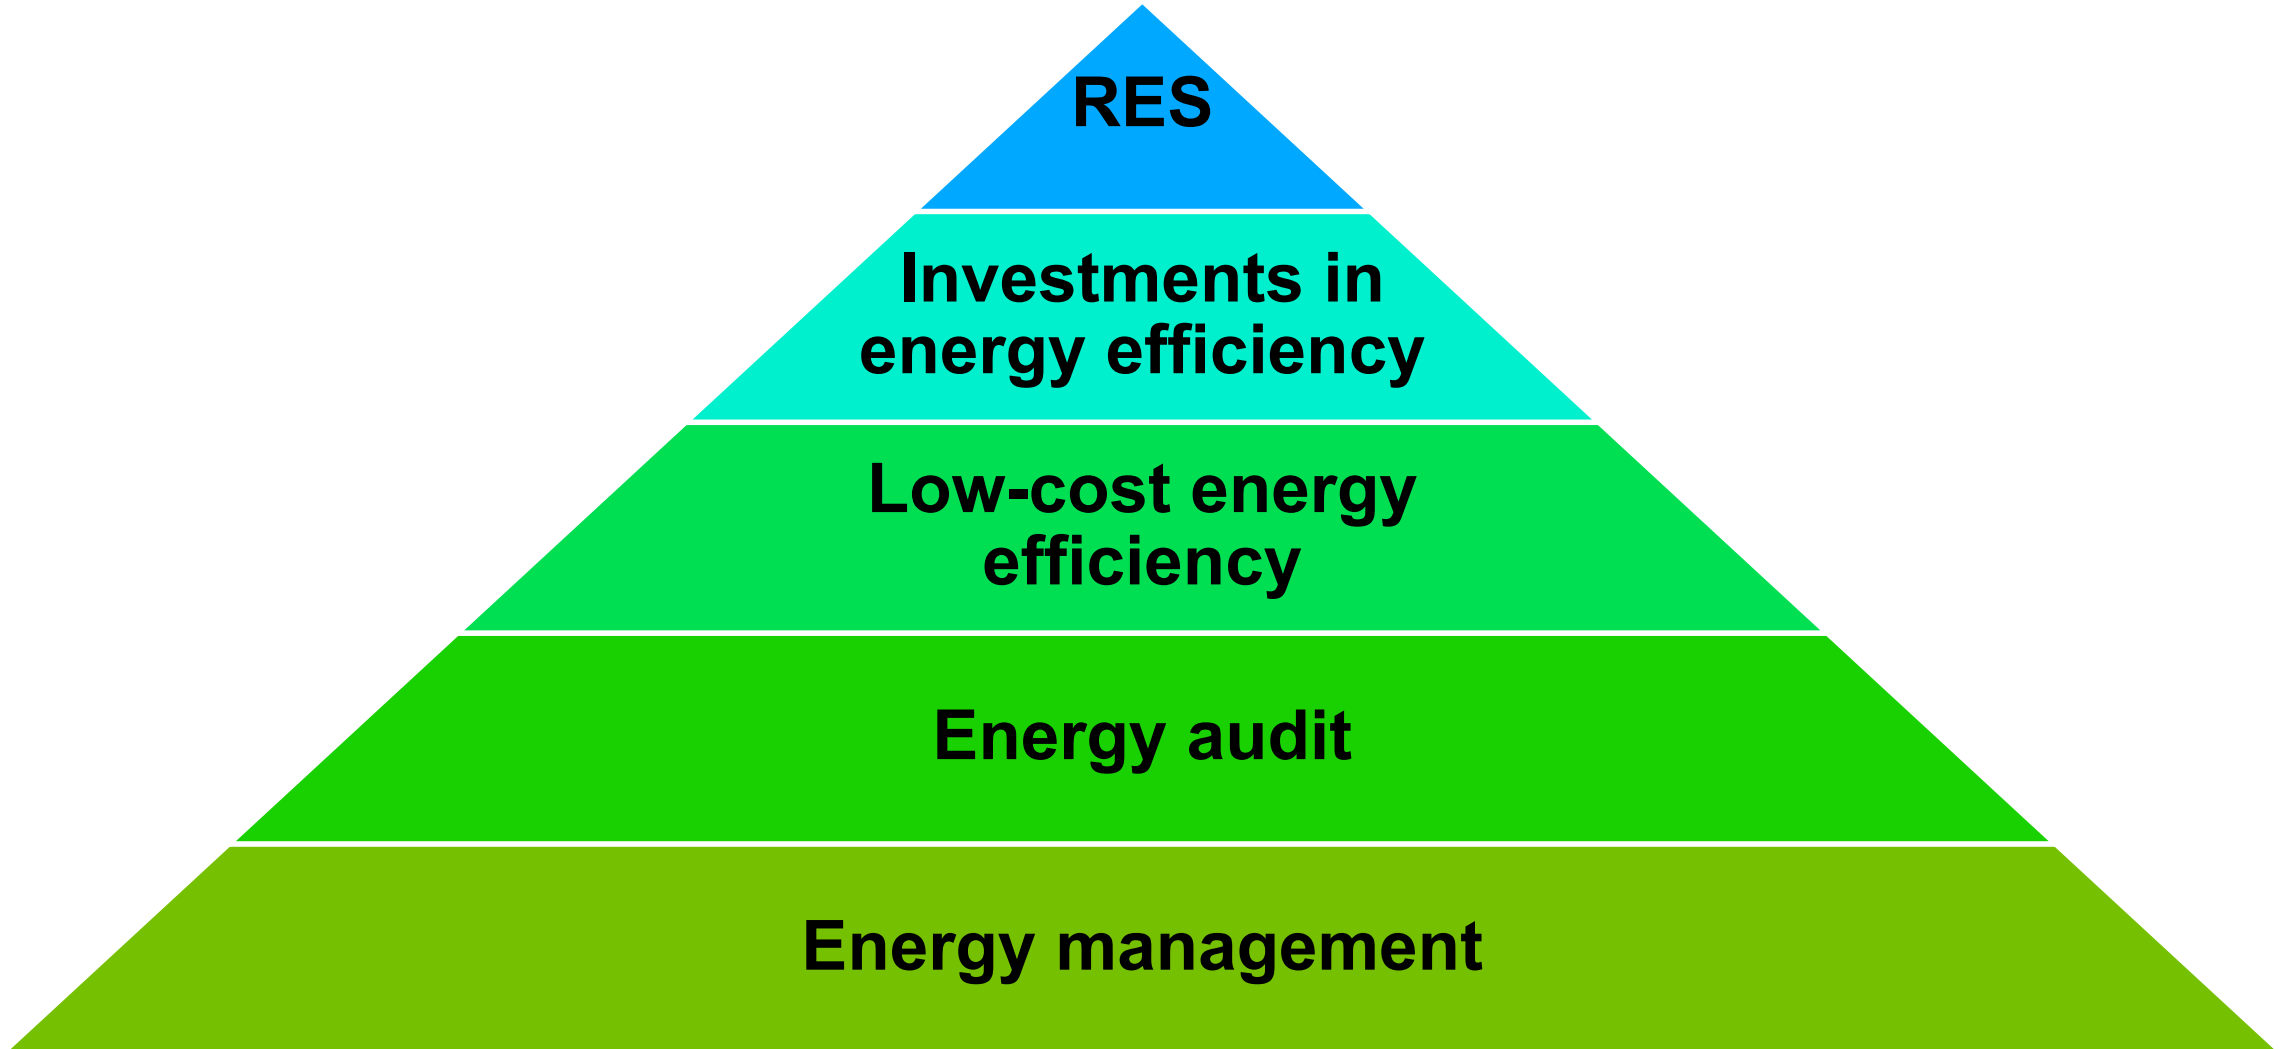 RES
Investments in
energy efficiency
Low-cost energy
efficiency
Energy audit
Energy management